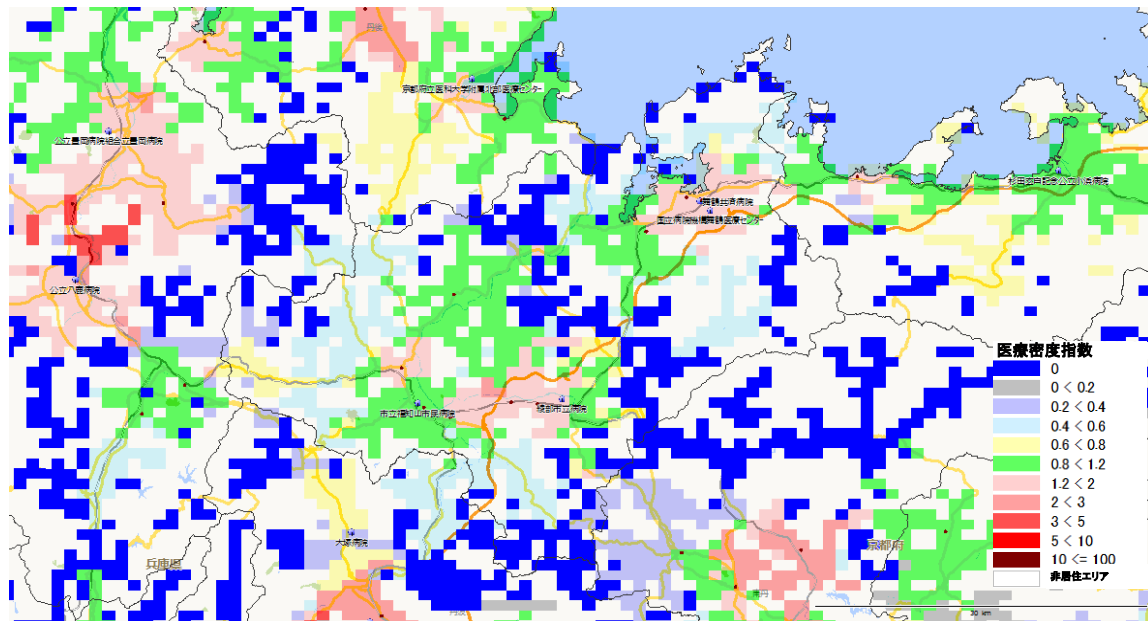 丹後
京都府立医科大学附属北部医療センター
公立豊岡病院組合立豊岡病院
杉田玄白記念公立小浜病院
舞鶴共済病院
国立病院機構舞鶴医療センター
公立八鹿病院
医療密度指数
0
0 < 0.2
0.2 < 0.4
0.4 < 0.6
0.6 < 0.8
0.8 < 1.2
1.2 < 2
2 < 3
3 < 5
5 < 10
10 <= 100
非居住エリア
市立福知山市民病院
綾部市立病院
大塚病院
兵庫県
京都府
丹波
30 km